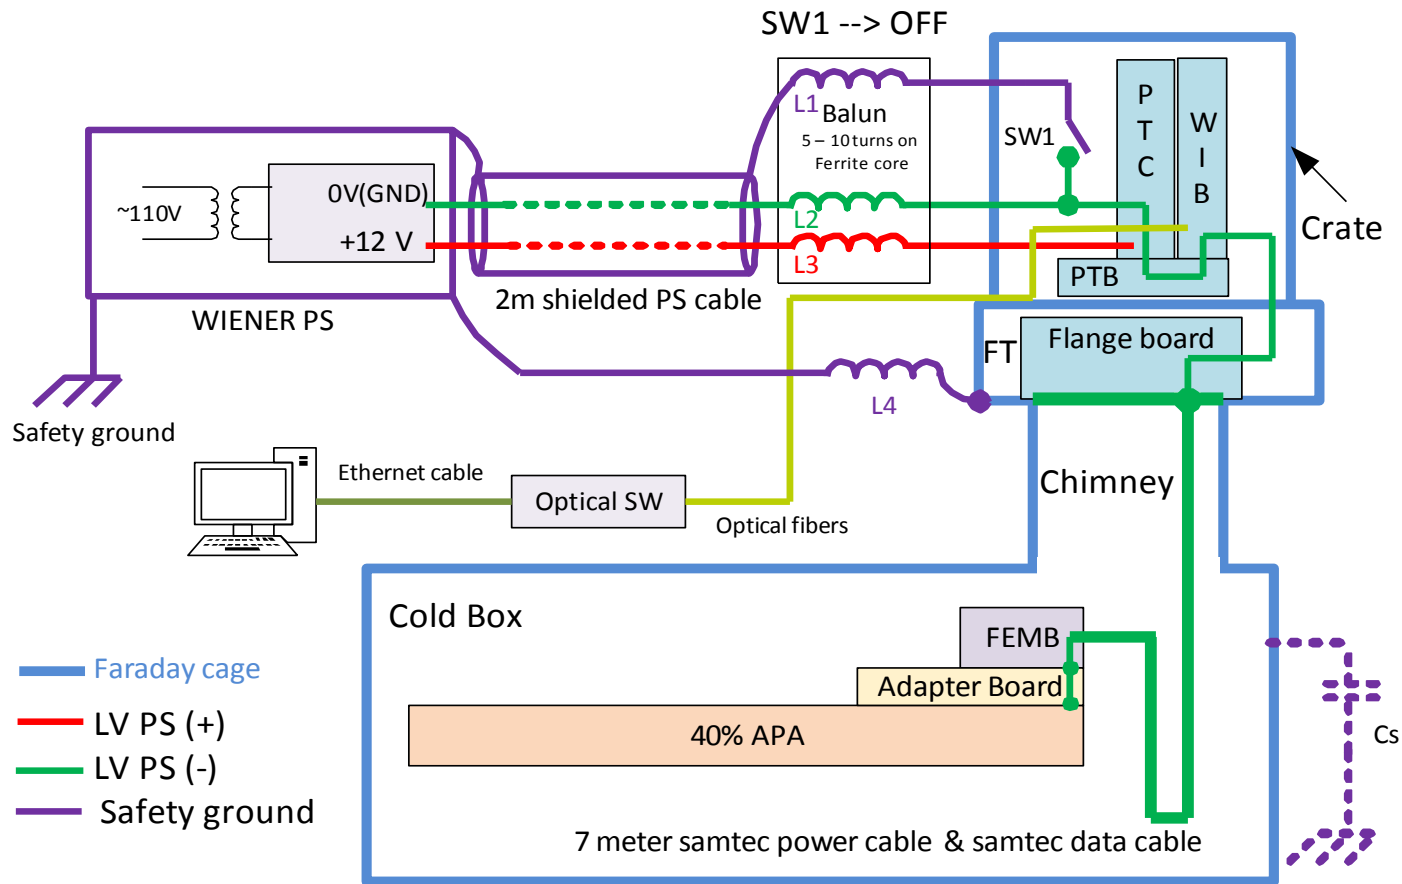 SW1 --> OFF
L1
Balun
5 – 10 turns on
Ferrite core
L2
L3
SW1
P
T
C
W
I
B
Crate
PTB
~110V
0V(GND)
+12 V
WIENER PS
2m shielded PS cable
FT
Flange board
L4
Safety ground
Ethernet cable
Optical SW
Optical fibers
Chimney
Cold Box
FEMB
Adapter Board
40% APA
7 meter samtec power cable & samtec data cable
Cs
Faraday cage
LV PS (+)
LV PS (-)
Safety ground